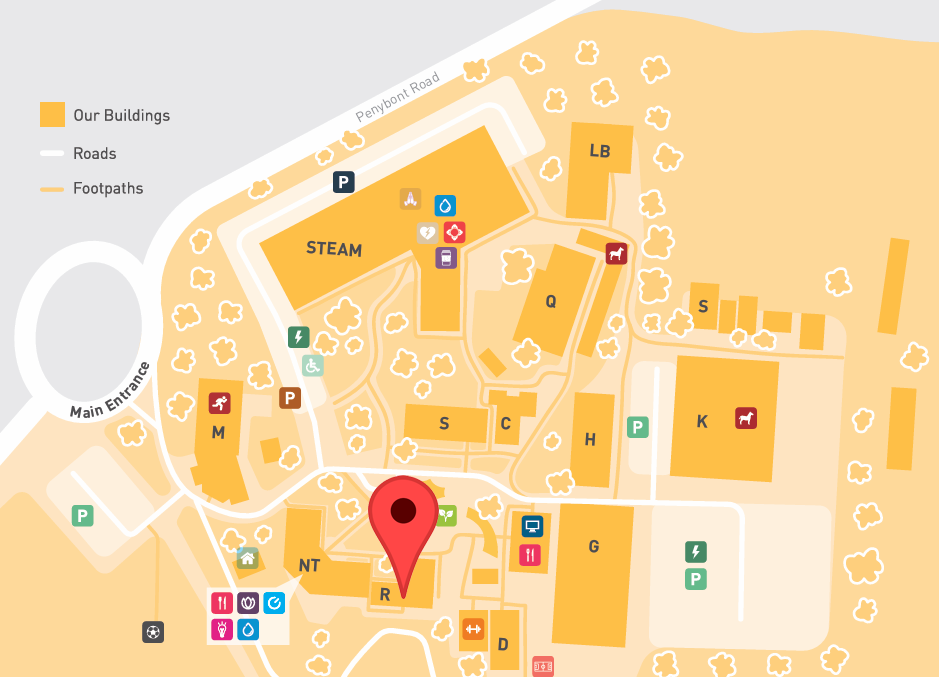 Penybont Road
Our Buildings
Roads
Footpaths
LB
P
STEAM
Q
S
Main Entrance
P
M
S
C
H
P
K
P
G
NT
P
R
D